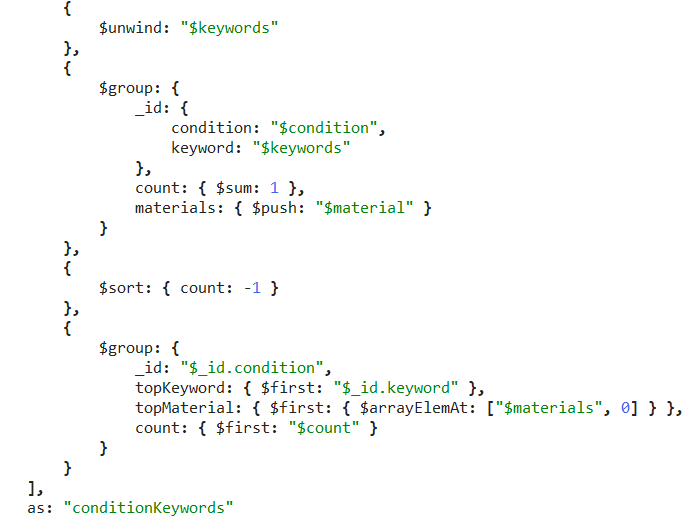 {
$unwind: "$keywords"
},
{
$group: {
_id: {
condition: "$condition",
keyword: "$keywords"
},
count: { $sum: 1 },
materials: { $push: "$material" }
}
},
{
$sort: { count: -1 }
},
{
$group: {
_id: "$_id.condition",
topKeyword: { $first: "$_id.keyword" },
topMaterial: { $first: { $arrayElemAt: ["$materials", 0] } },
count: { $first: "$count" }
}
}
],
as: "conditionKeywords"